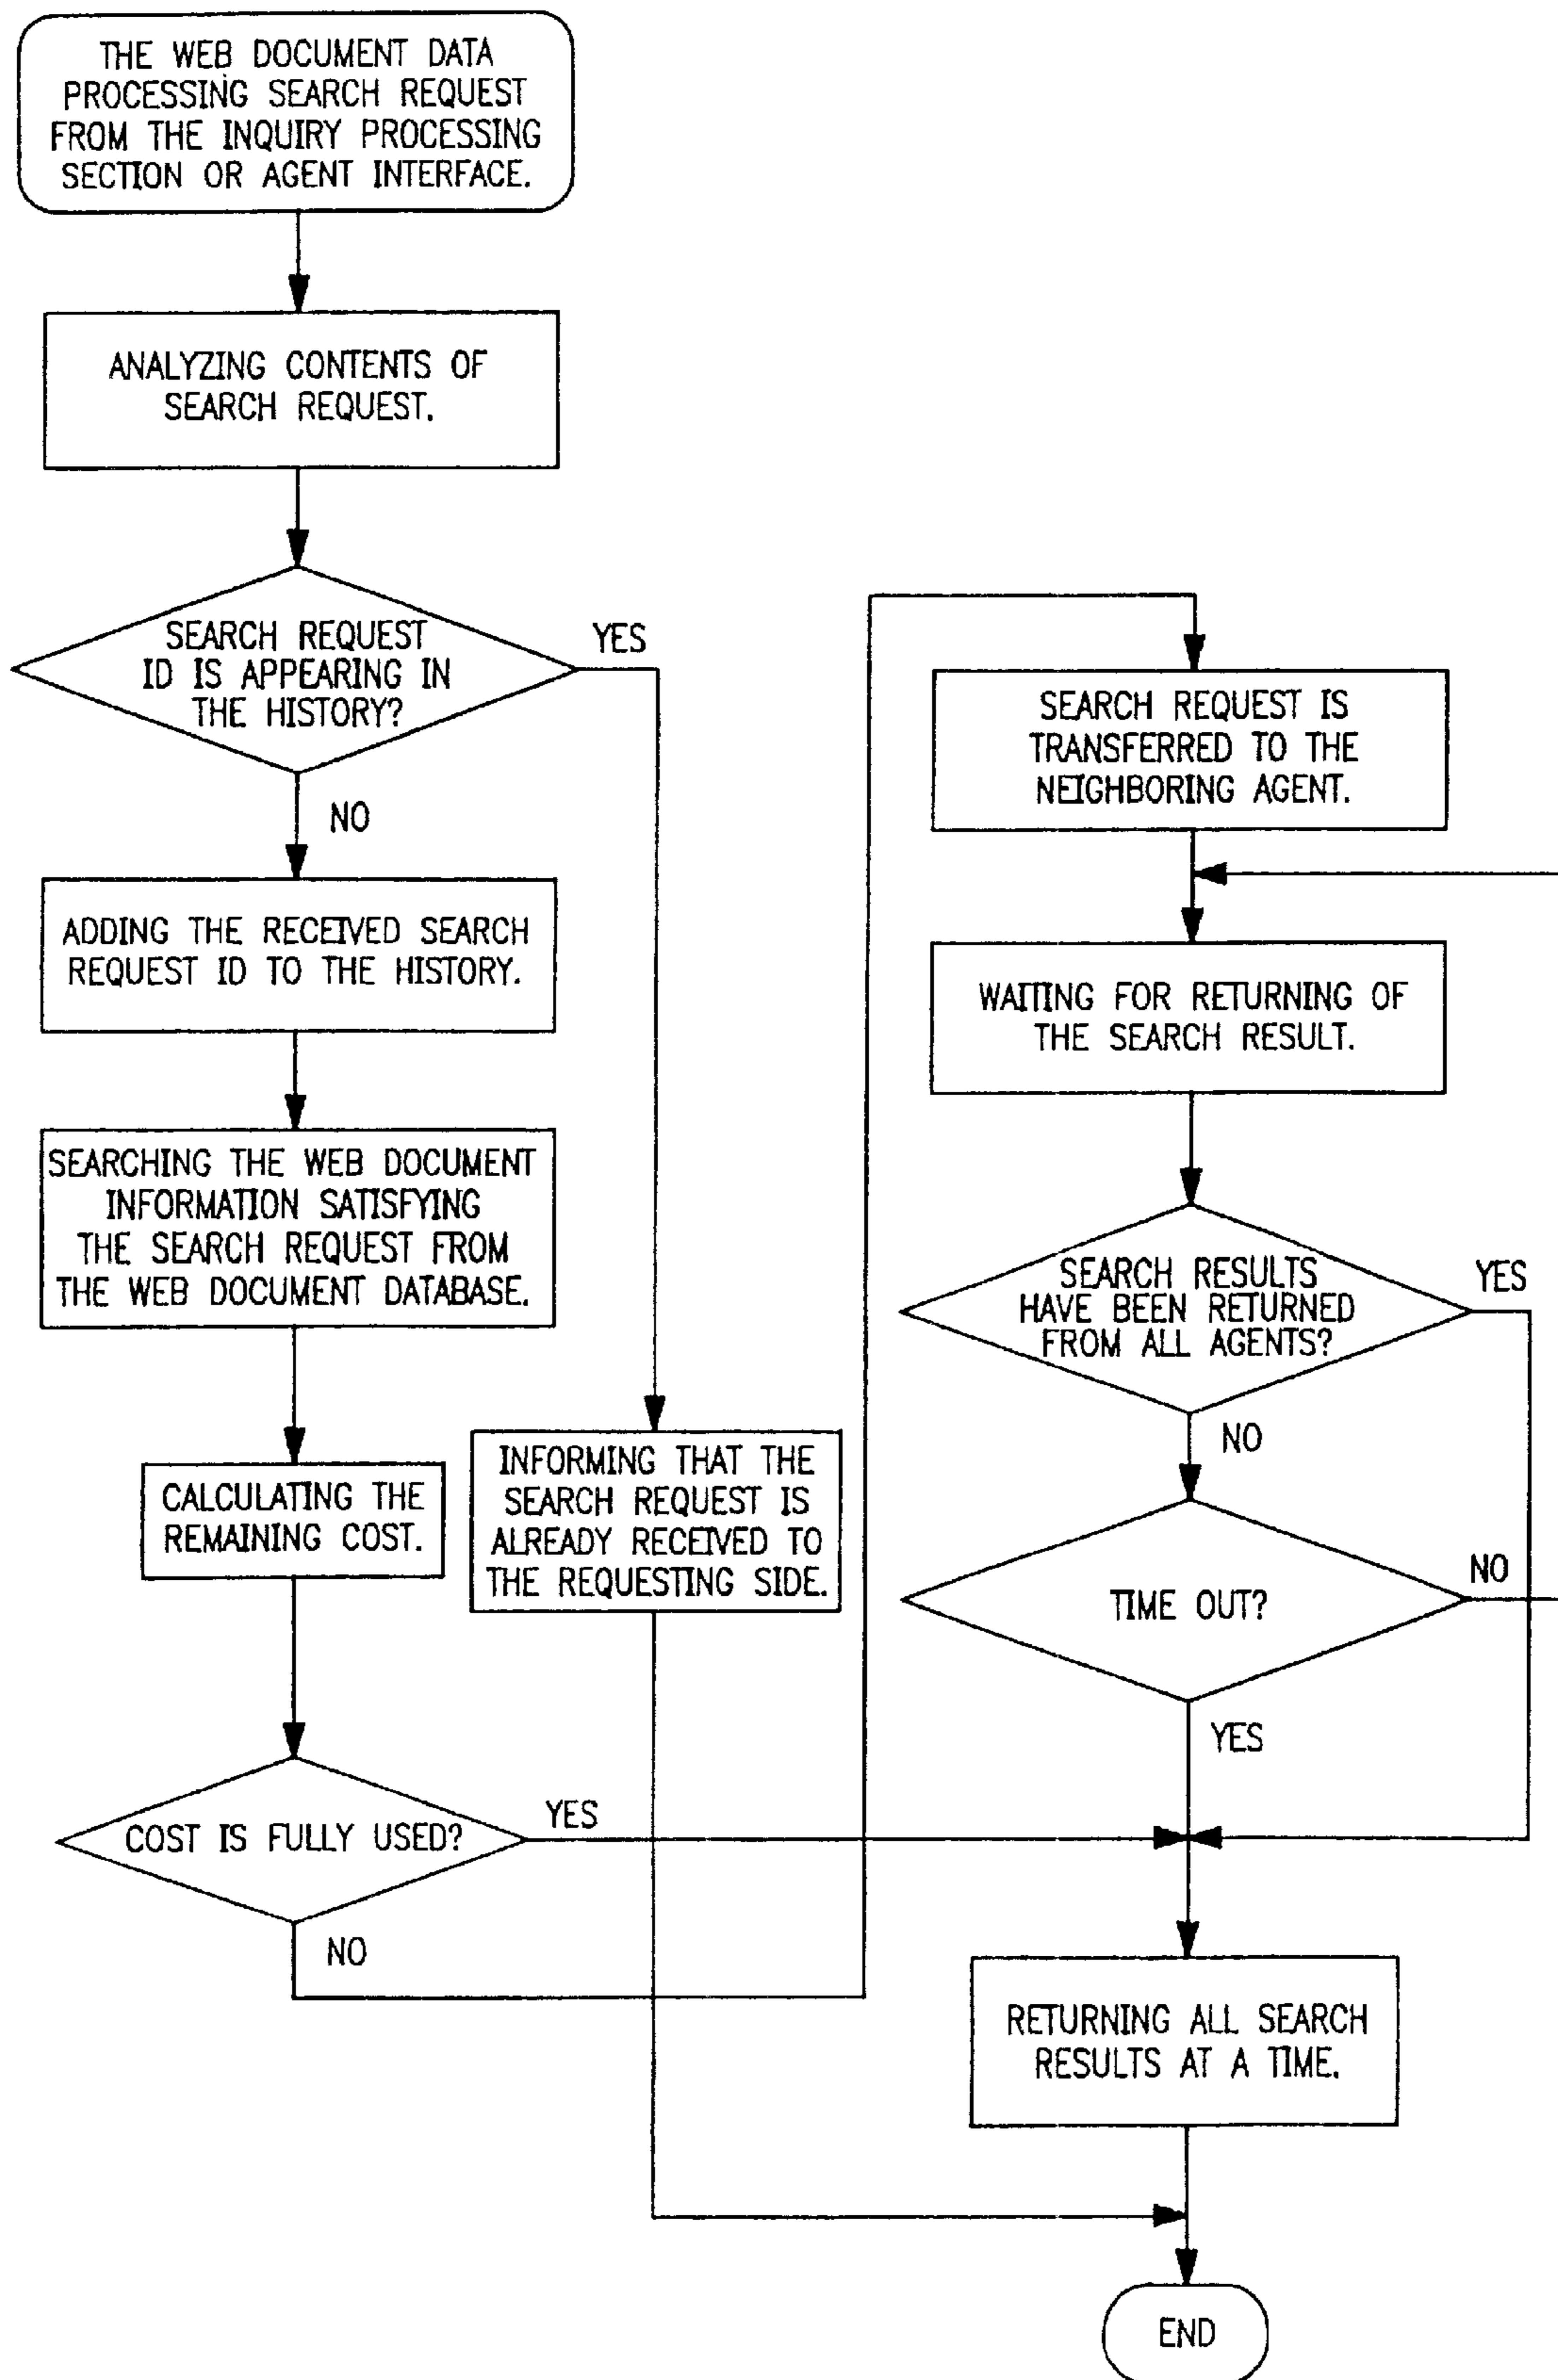 THE WEB DOCUMENT DATA
PROCESSING SEARCH REQUEST
FROM THE INQUIRY PROCESSING
SECTION OR AGENT INTERFACE.
ANALYZING CONTENTS OF
SEARCH REQUEST.
SEARCH REQUEST
ID IS APPEARING IN
THE HISTORY?
YES
NO
ADDING THE RECEIVED SEARCH
REQUEST ID TO THE HISTORY.
SEARCHING THE WEB DOCUMENT
INFORMATION SATISFYING
THE SEARCH REQUEST FROM
THE WEB DOCUMENT DATABASE.
CALCULATING THE
REMAINING COST.
INFORMING THAT THE
SEARCH REQUEST IS
ALREADY RECEIVED TO
THE REQUESTING SIDE.
COST IS FULLY USED?
YES
NO
SEARCH REQUEST IS
TRANSFERRED TO THE
NEIGHBORING AGENT.
WAITING FOR RETURNING OF
THE SEARCH RESULT.
SEARCH RESULTS
HAVE BEEN RETURNED
FROM ALL AGENTS?
YES
NO
TIME OUT?
NO
YES
RETURNING ALL SEARCH
RESULTS AT A TIME.
END